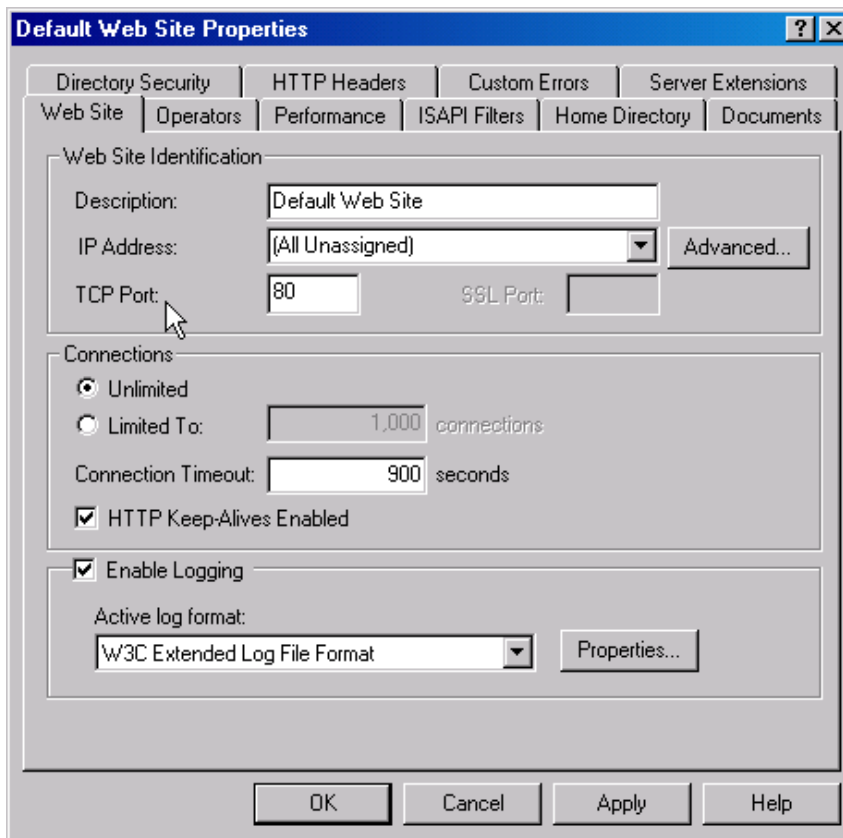 Default Web Site Properties
Directory Security HTTP Headers Custom Errors Server Extensions
Web Site Operators Performance ISAPI Filters Home Directory Documents
Web Site Identification
Description: Default Web Site
IP Address: (All Unassigned) Advanced...
TCP Port: 80 SSL Port:
Connections
Unlimited
Limited To: 1,000 connections
Connection Timeout: 900 seconds
HTTP Keep-Alives Enabled
Enable Logging
Active log format:
W3C Extended Log File Format Properties...
OK Cancel Apply Help